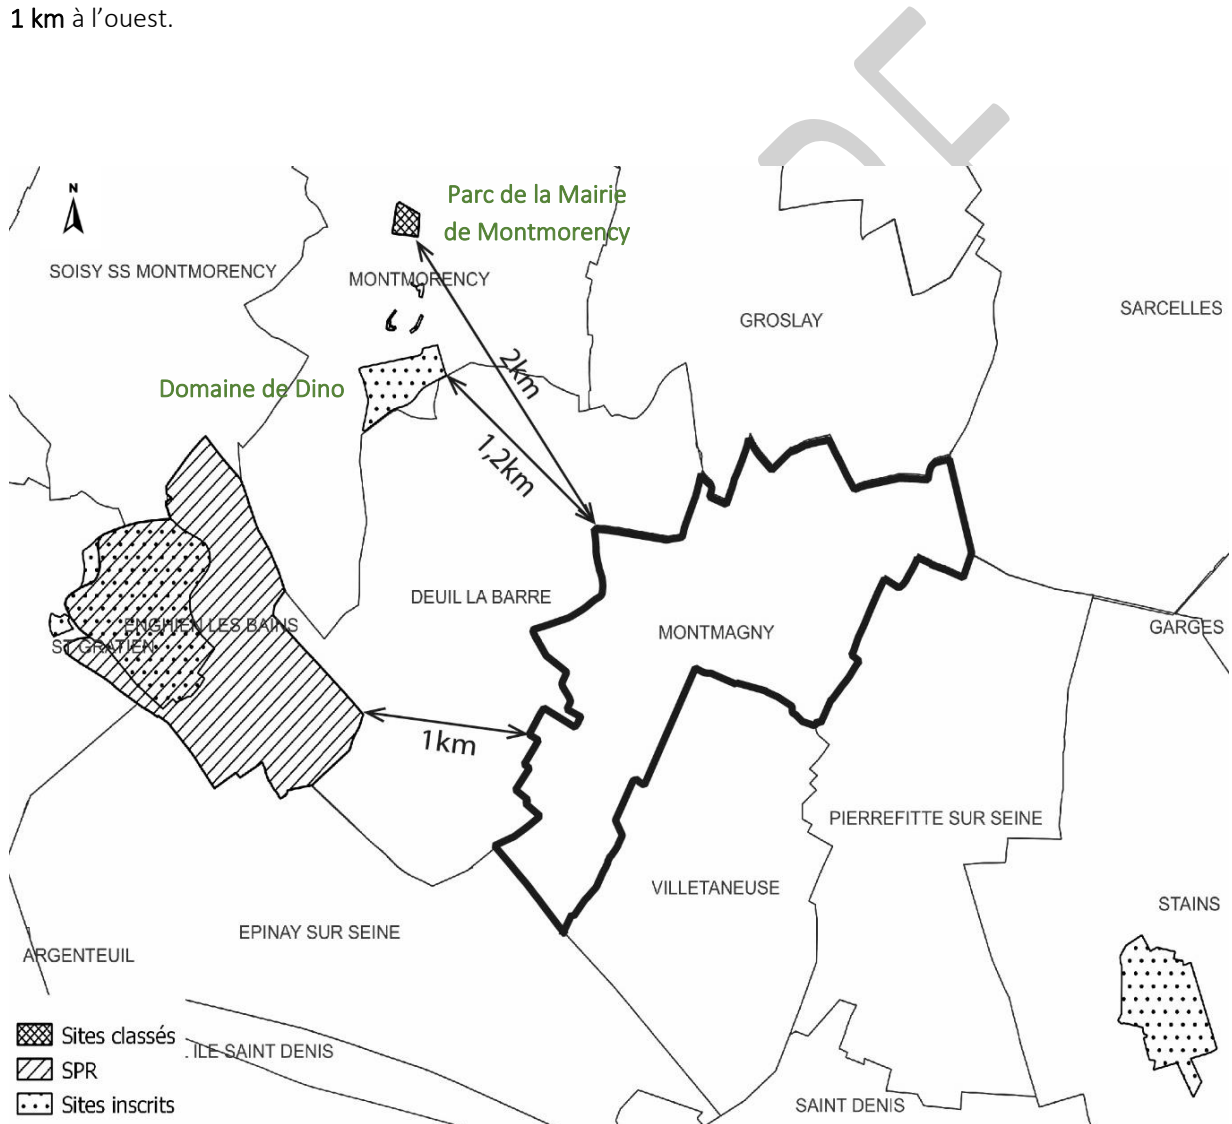 1 km à l’ouest.
N
Parc de la Mairie
de Montmorency
SOISY SS MONTMORENCY
MONTMORENCY
SARCELLES
GROSLAY
2km
Domaine de Dino
1,2km
DEUIL LA BARRE
ENGHIEN LES BAINS
ST GRATIEN
MONTMAGNY
GARGES
1km
PIERREFITTE SUR SEINE
VILLETANEUSE
STAINS
EPINAY SUR SEINE
ARGENTEUIL
Sites classés
ILE SAINT DENIS
SPR
Sites inscrits
SAINT DENIS